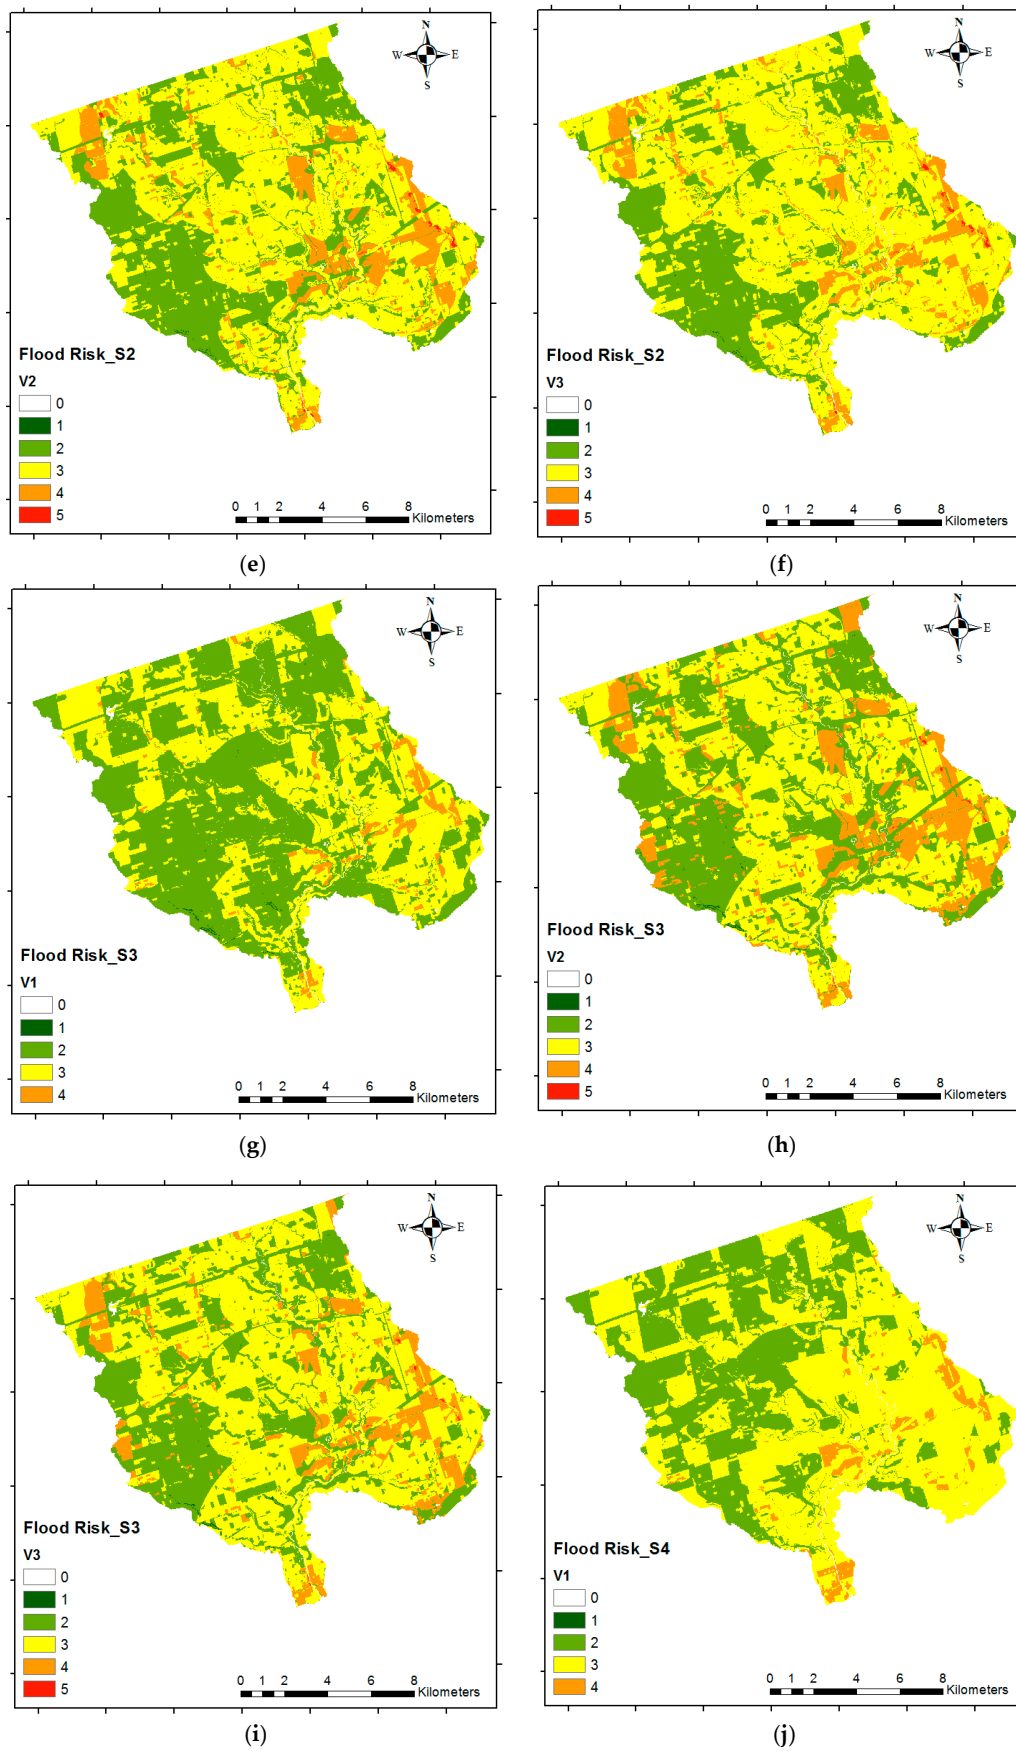 N
W E
S
Flood Risk_S2
V2
0
1
2
3
4
5
0 1 2 4 6 8
Kilometers
(e)
N
W E
S
Flood Risk_S2
V3
0
1
2
3
4
5
0 1 2 4 6 8
Kilometers
(f)
N
W E
S
Flood Risk_S3
V1
0
1
2
3
4
0 1 2 4 6 8
Kilometers
(g)
N
W E
S
Flood Risk_S3
V2
0
1
2
3
4
5
0 1 2 4 6 8
Kilometers
(h)
N
W E
S
Flood Risk_S3
V3
0
1
2
3
4
5
0 1 2 4 6 8
Kilometers
(i)
N
W E
S
Flood Risk_S4
V1
0
1
2
3
4
0 1 2 4 6 8
Kilometers
(j)